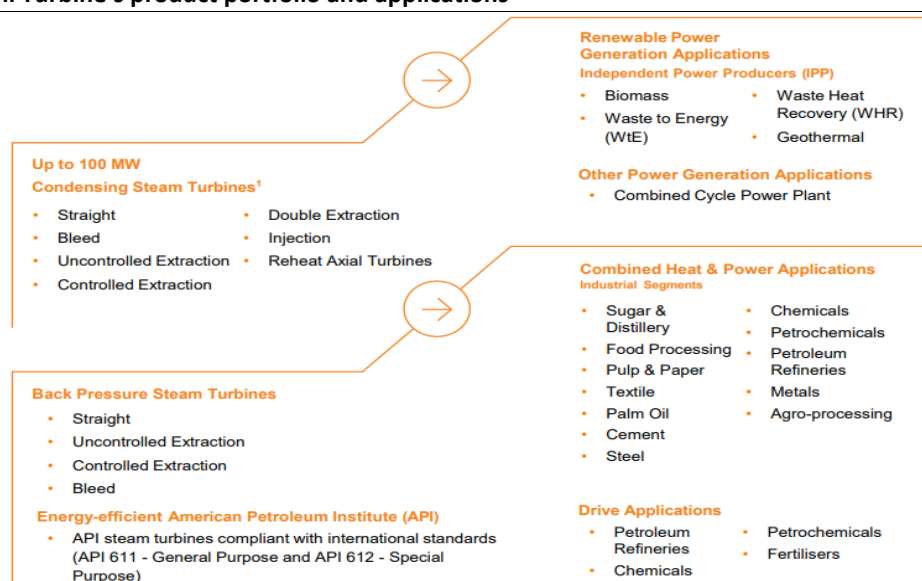 Turbine's product portfolio and applications
Up to 100 MW
Condensing Steam Turbines¹
• Straight
• Bleed
• Uncontrolled Extraction
• Controlled Extraction
• Double Extraction
• Injection
• Reheat Axial Turbines
Back Pressure Steam Turbines
• Straight
• Uncontrolled Extraction
• Controlled Extraction
• Bleed
Energy-efficient American Petroleum Institute (API)
• API steam turbines compliant with international standards
(API 611 - General Purpose and API 612 - Special
Purpose)
Renewable Power
Generation Applications
Independent Power Producers (IPP)
• Biomass
• Waste to Energy
(WtE)
• Waste Heat
Recovery (WHR)
• Geothermal
Other Power Generation Applications
• Combined Cycle Power Plant
Combined Heat & Power Applications
Industrial Segments
• Sugar &
Distillery
• Food Processing
• Pulp & Paper
• Textile
• Palm Oil
• Cement
• Steel
• Chemicals
• Petrochemicals
• Petroleum
Refineries
• Metals
• Agro-processing
Drive Applications
• Petroleum
Refineries
• Chemicals
• Petrochemicals
• Fertilisers